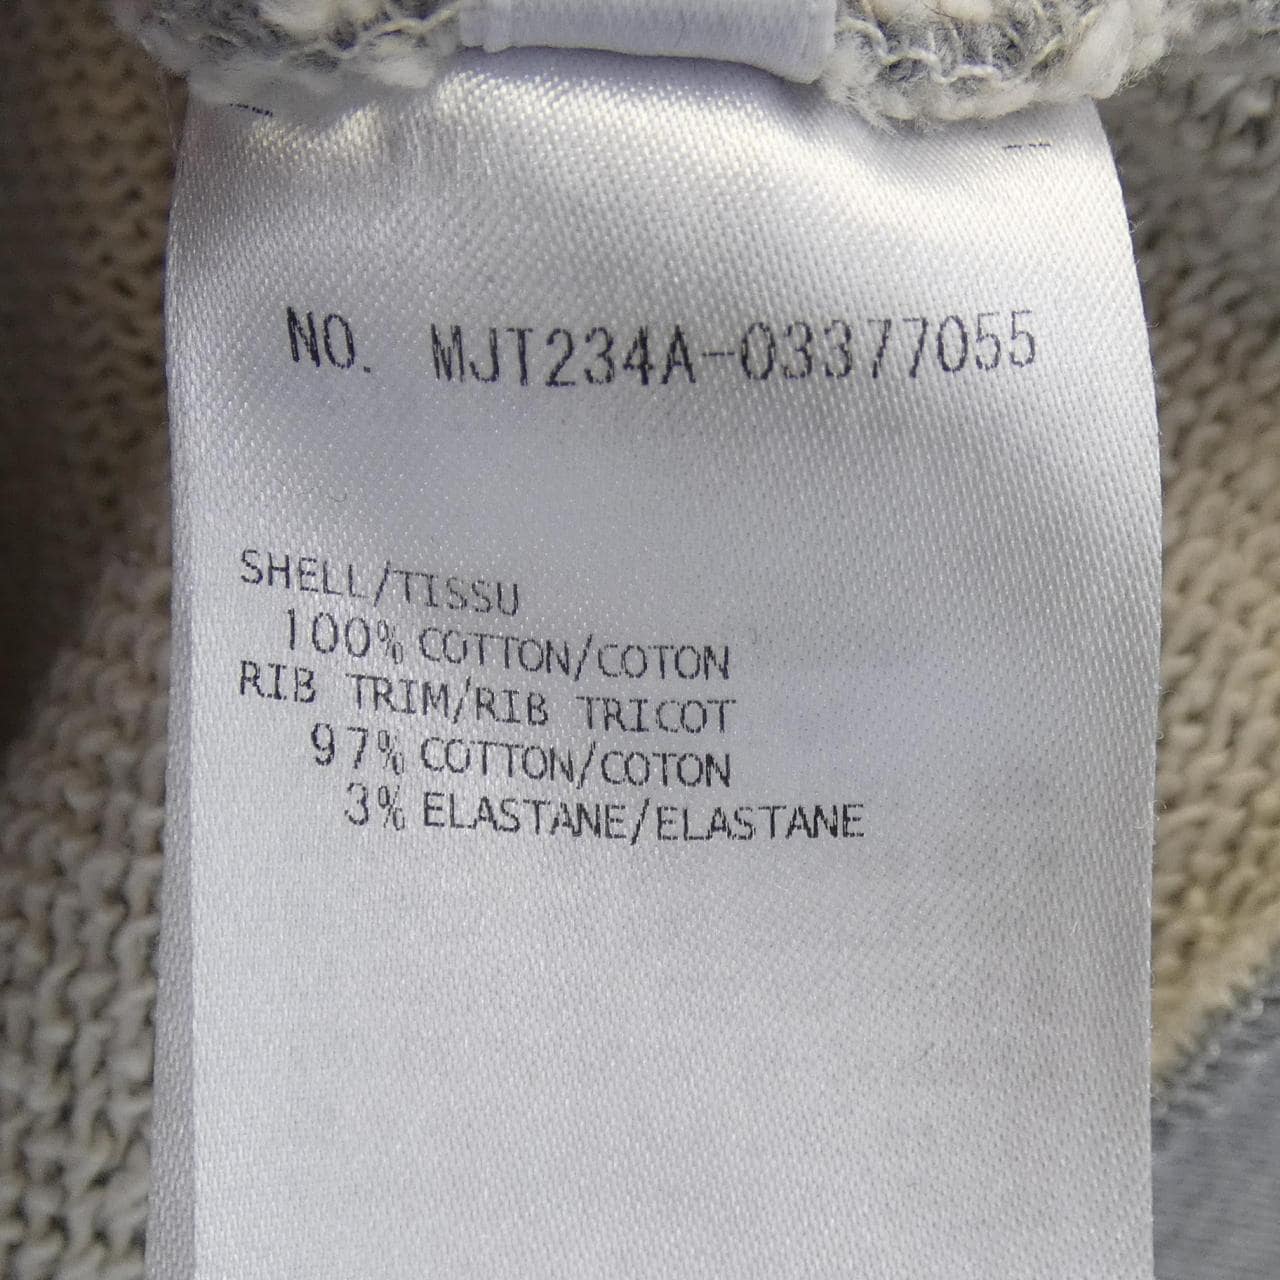 NO. MJT234A-03377055
SHELL/TISSU
100% COTTON/COTON
RIB TRIM/RIB TRICOT
97% COTTON/COTON
3% ELASTANE/ELASTANE